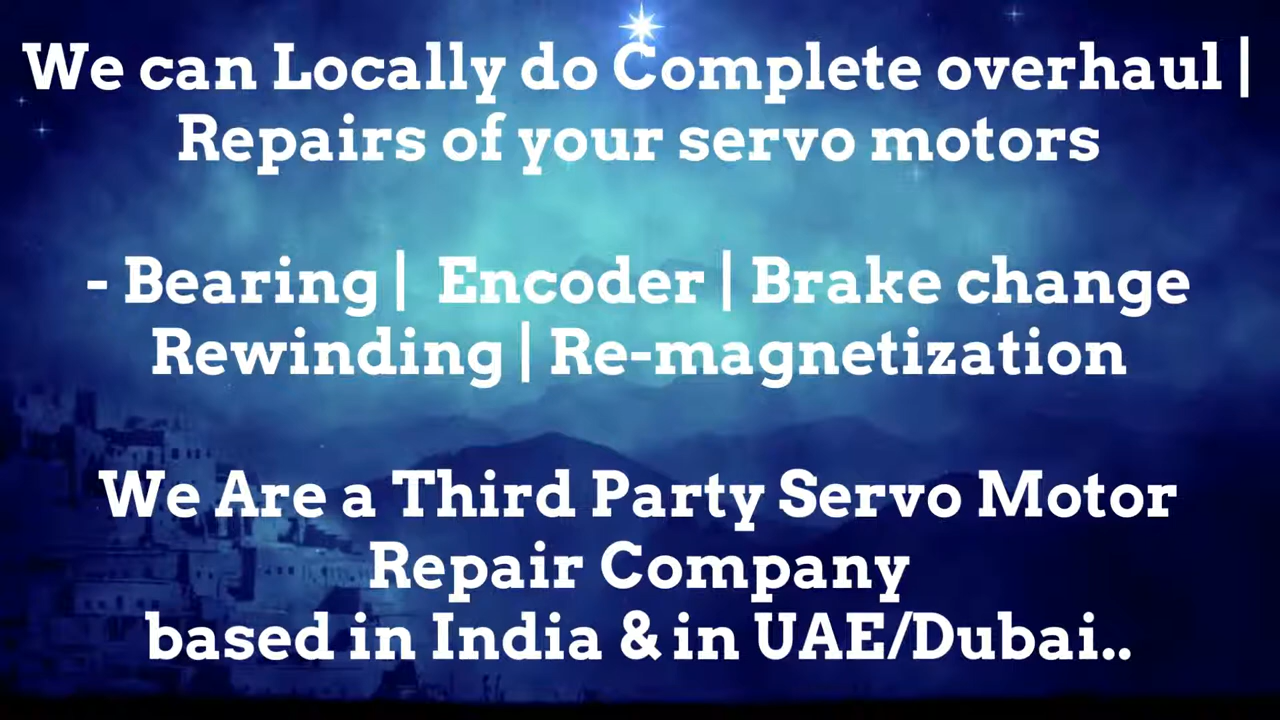 We can Locally do Complete overhaul |
Repairs of your servo motors
- Bearing | Encoder | Brake change
Rewinding | Re-magnetization
We Are a Third Party Servo Motor
Repair Company
based in India & in UAE/Dubai..